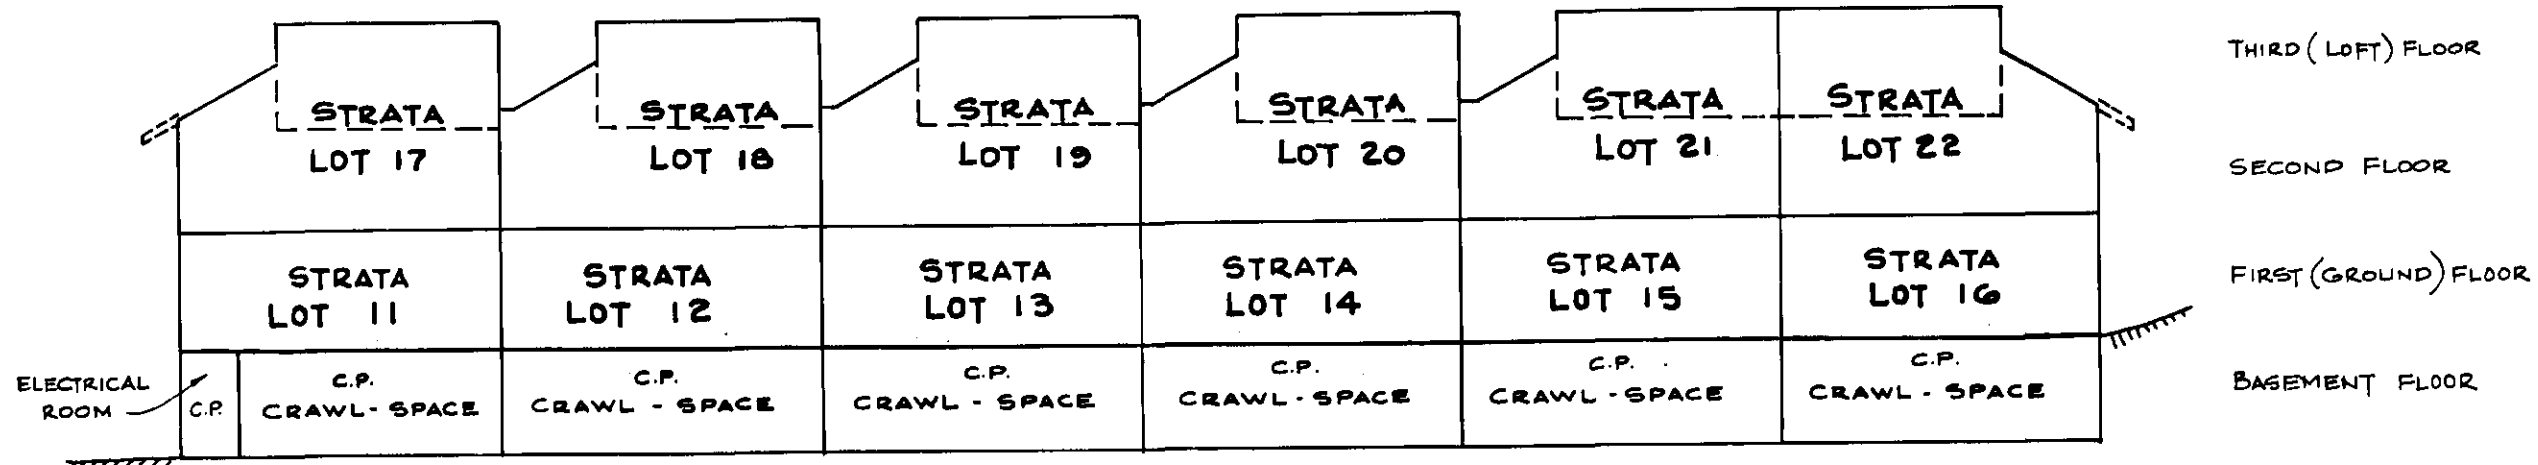 THIRD (LOFT) FLOOR
STRATA
LOT 17
STRATA
LOT 18
STRATA
LOT 19
STRATA
LOT 20
STRATA
LOT 21
STRATA
LOT 22
SECOND FLOOR
STRATA
LOT 11
STRATA
LOT 12
STRATA
LOT 13
STRATA
LOT 14
STRATA
LOT 15
STRATA
LOT 16
FIRST (GROUND) FLOOR
ELECTRICAL
ROOM
C.P.
C.P.
CRAWL - SPACE
C.P.
CRAWL - SPACE
C.P.
CRAWL - SPACE
C.P.
CRAWL - SPACE
C.P.
CRAWL - SPACE
C.P.
CRAWL - SPACE
BASEMENT FLOOR